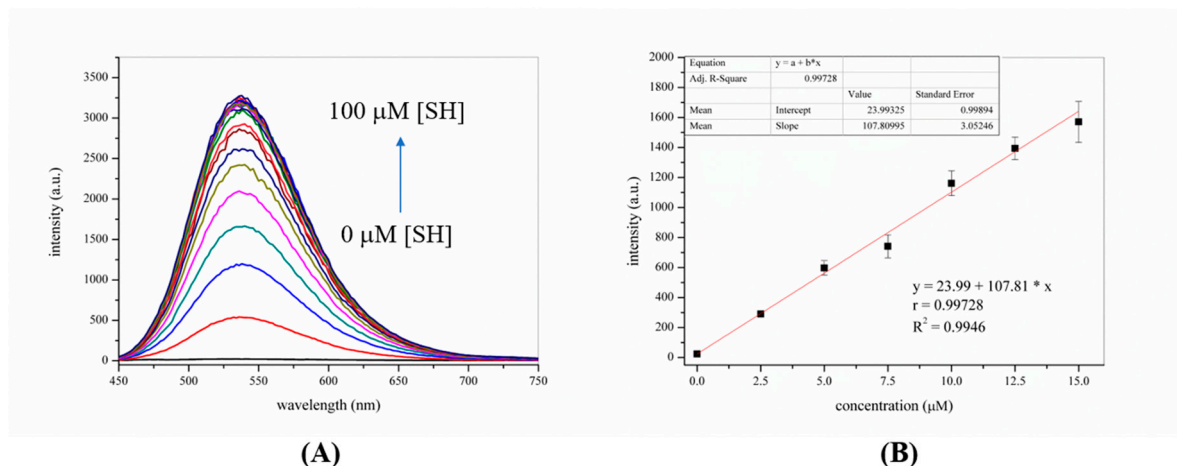 3500
3000
2500
2000
1500
1000
500
0
intensity (a.u.)
100 μM [SH]
0 μM [SH]
450 500 550 600 650 700 750
wavelength (nm)
(A)
2000
1800
1600
1400
1200
1000
800
600
400
200
0
intensity (a.u.)
Equation y = a + b*x
Adj. R-Square 0.99728
Value Standard Error
Mean Intercept 23.99325 0.99894
Mean Slope 107.80995 3.05246
y = 23.99 + 107.81 * x
r = 0.99728
R² = 0.9946
0.0 2.5 5.0 7.5 10.0 12.5 15.0
concentration (μM)
(B)